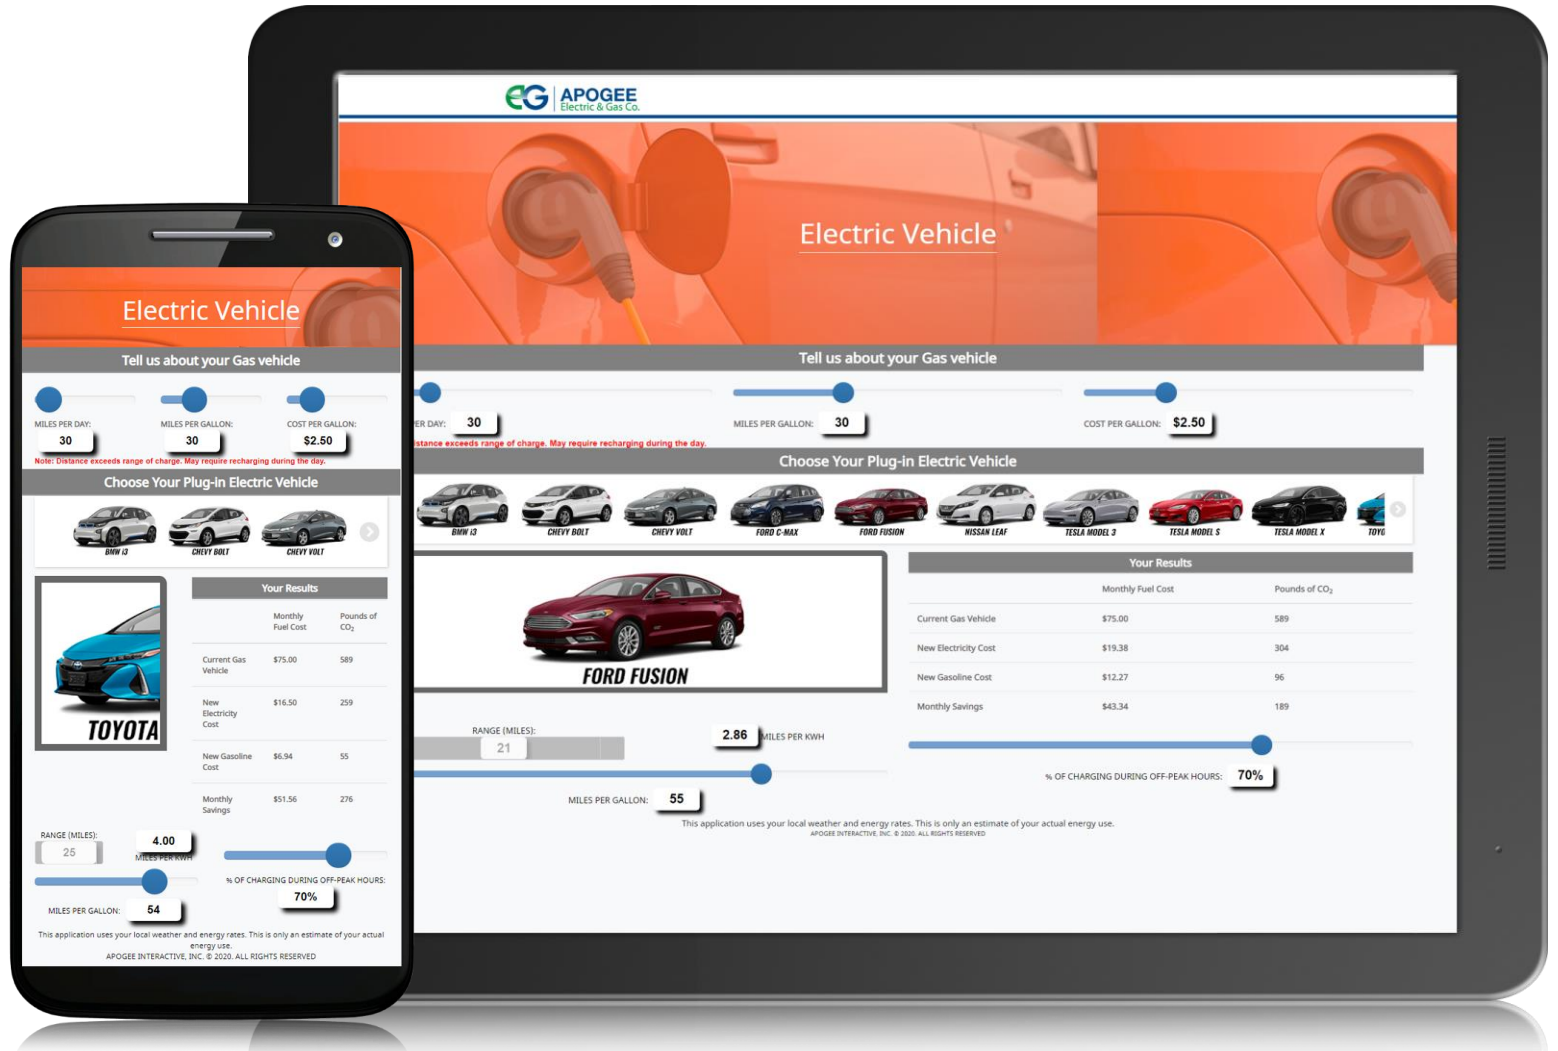 Electric Vehicle
Tell us about your Gas vehicle
MILES PER DAY:
30
MILES PER GALLON:
30
COST PER GALLON:
$2.50
Note: Distance exceeds range of charge. May require recharging during the day.
Choose Your Plug-in Electric Vehicle
BMW i3
CHEVY BOLT
CHEVY VOLT
TOYOTA
Your Results
Monthly Fuel Cost
Pounds of CO2
Current Gas Vehicle
$75.00
589
New Electricity Cost
$16.50
259
New Gasoline Cost
$6.94
55
Monthly Savings
$51.56
276
RANGE (MILES):
25
4.00
MILES PER KWH
MILES PER GALLON:
54
% OF CHARGING DURING OFF-PEAK HOURS:
70%
This application uses your local weather and energy rates. This is only an estimate of your actual
energy use.
APOGEE INTERACTIVE, INC. © 2020. ALL RIGHTS RESERVED
eG APOGEE
Electric & Gas Co.
Electric Vehicle
Tell us about your Gas vehicle
ER DAY:
30
MILES PER GALLON:
30
COST PER GALLON:
$2.50
istance exceeds range of charge. May require recharging during the day.
Choose Your Plug-in Electric Vehicle
BMW i3
CHEVY BOLT
CHEVY VOLT
FORD C-MAX
FORD FUSION
NISSAN LEAF
TESLA MODEL 3
TESLA MODEL S
TESLA MODEL X
TOYO
FORD FUSION
Your Results
Monthly Fuel Cost
Pounds of CO2
Current Gas Vehicle
$75.00
589
New Electricity Cost
$19.38
304
New Gasoline Cost
$12.27
96
Monthly Savings
$43.34
189
RANGE (MILES):
21
2.86
MILES PER KWH
MILES PER GALLON:
55
% OF CHARGING DURING OFF-PEAK HOURS:
70%
This application uses your local weather and energy rates. This is only an estimate of your actual energy use.
APOGEE INTERACTIVE, INC. © 2020. ALL RIGHTS RESERVED